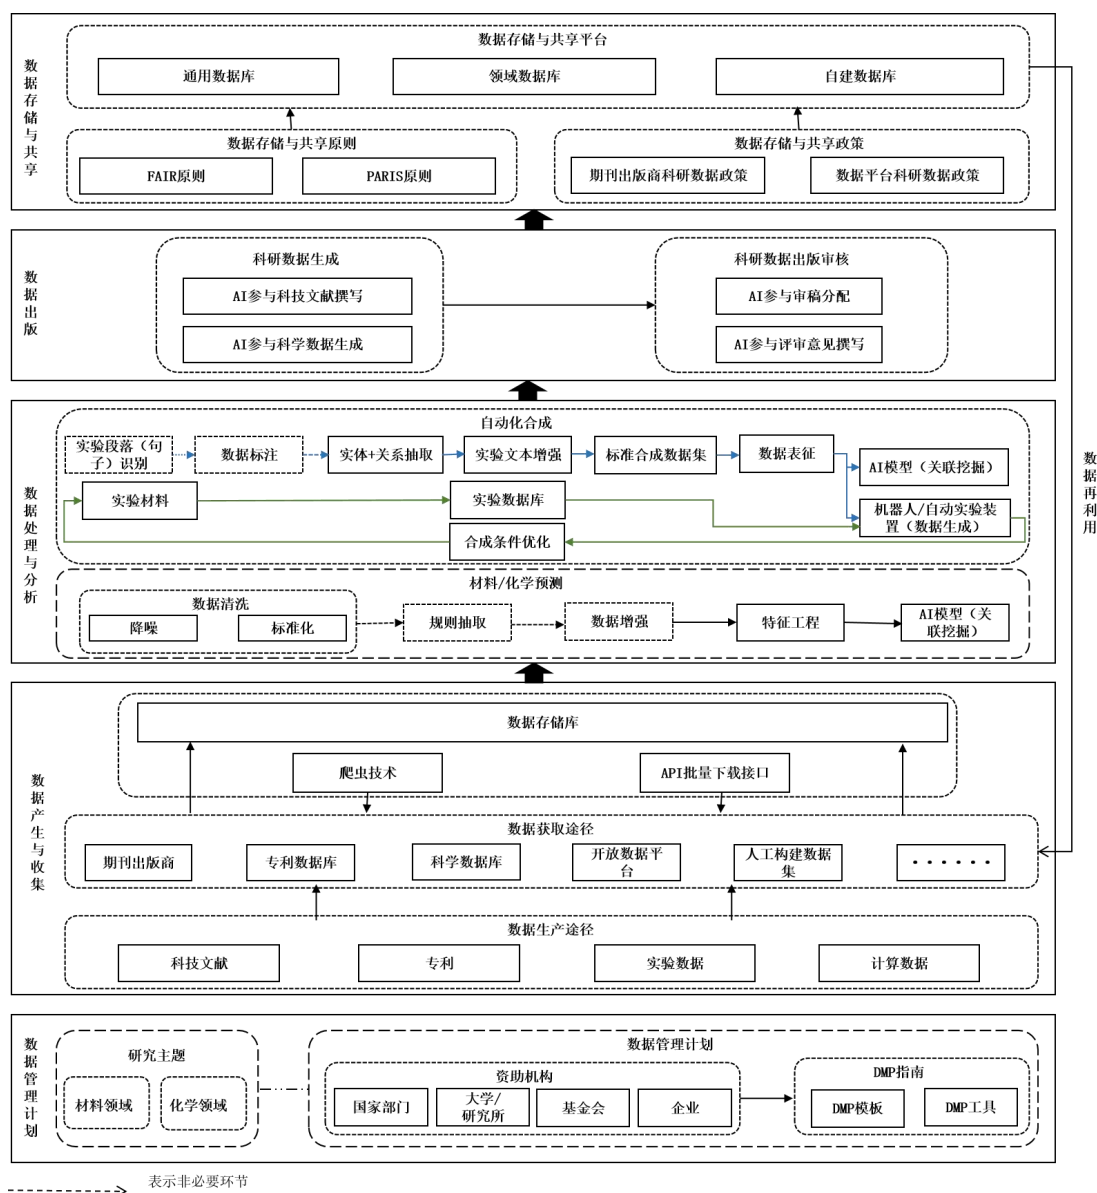 数据存储与共享
数据存储与共享平台
通用数据库
领域数据库
自建数据库
数据存储与共享原则
FAIR原则
PARIS原则
数据存储与共享政策
期刊出版商科研数据政策
数据平台科研数据政策
数据出版
科研数据生成
AI参与科技文献撰写
AI参与科学数据生成
科研数据出版审核
AI参与审稿分配
AI参与评审意见撰写
数据再利用
数据处理与分析
自动化合成
实验段落（句
子）识别
数据标注
实体+关系抽取
实验文本增强
标准合成数据集
数据表征
AI模型（关联挖掘）
实验材料
实验数据库
机器人/自动实验装
置（数据生成）
合成条件优化
材料/化学预测
数据清洗
降噪
标准化
规则抽取
数据增强
特征工程
AI模型（关
联挖掘）
数据产生与收集
数据存储库
爬虫技术
API批量下载接口
数据获取途径
期刊出版商
专利数据库
科学数据库
开放数据平
台
人工构建数据
集
······
数据生产途径
科技文献
专利
实验数据
计算数据
数据管理计划
研究主题
材料领域
化学领域
数据管理计划
资助机构
国家部门
大学/
研究所
基金会
企业
DMP指南
DMP模板
DMP工具
表示非必要环节